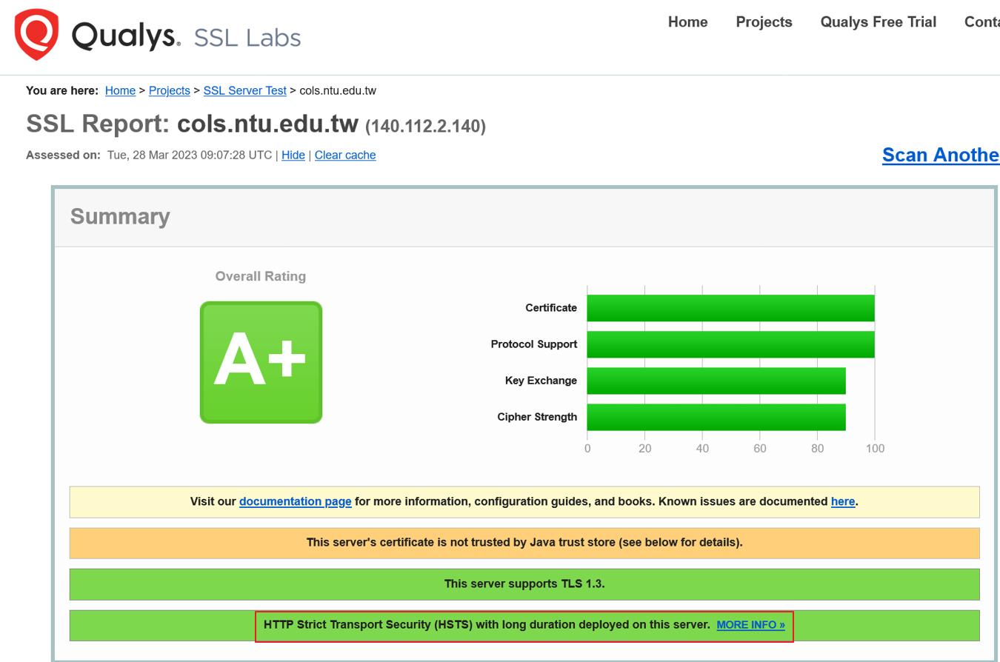 Qualys. SSL Labs
Home Projects Qualys Free Trial Conta
You are here: Home > Projects > SSL Server Test > cols.ntu.edu.tw
SSL Report: cols.ntu.edu.tw (140.112.2.140)
Assessed on: Tue, 28 Mar 2023 09:07:28 UTC | Hide | Clear cache
Scan Anothe
Summary
Overall Rating
A+
Certificate
Protocol Support
Key Exchange
Cipher Strength
0 20 40 60 80 100
Visit our documentation page for more information, configuration guides, and books. Known issues are documented here.
This server's certificate is not trusted by Java trust store (see below for details).
This server supports TLS 1.3.
HTTP Strict Transport Security (HSTS) with long duration deployed on this server. MORE INFO »